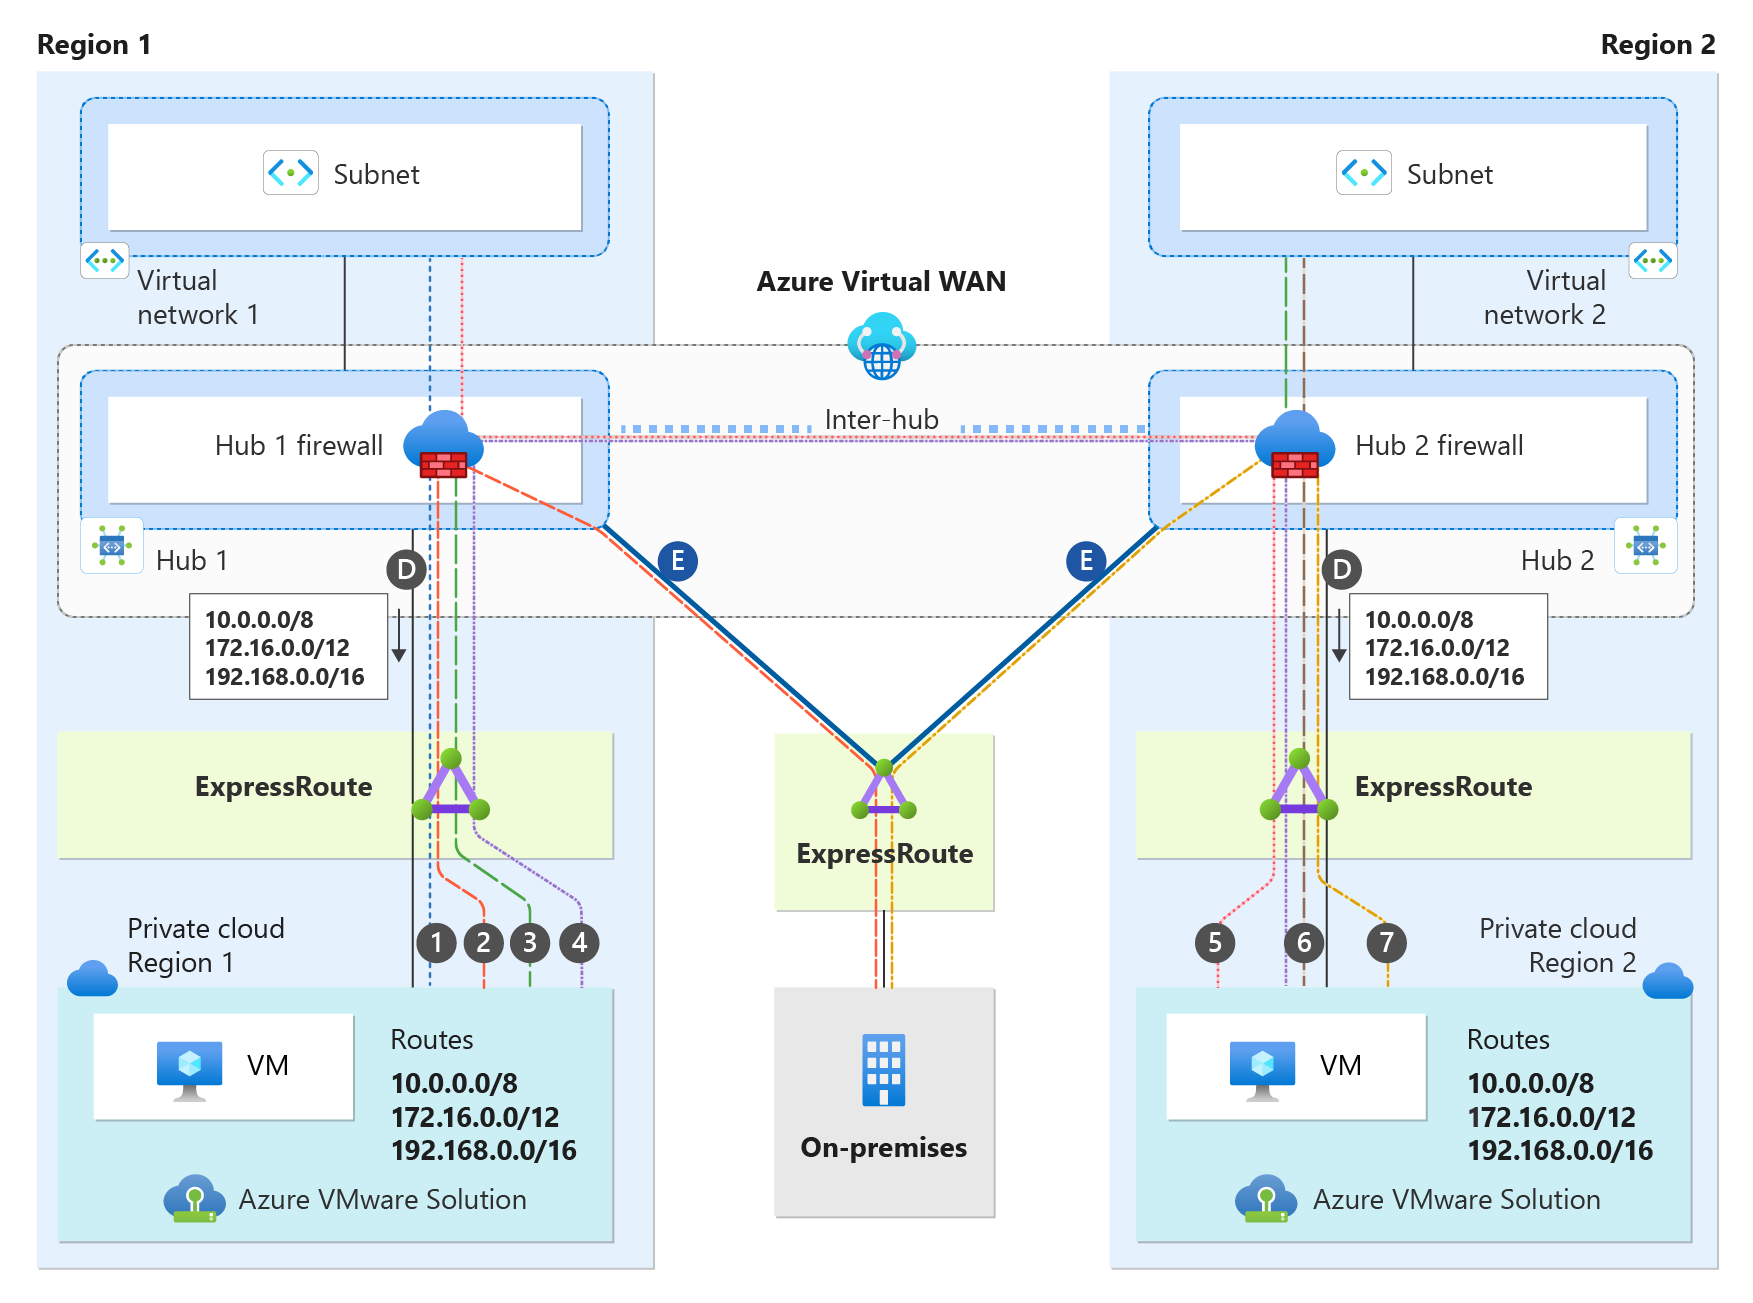 Region 1
Region 2
Subnet
Subnet
Virtual
network 1
Azure Virtual WAN
Virtual
network 2
Hub 1 firewall
Inter-hub
Hub 2 firewall
Hub 1
D
E
E
D
Hub 2
10.0.0.0/8
172.16.0.0/12
192.168.0.0/16
10.0.0.0/8
172.16.0.0/12
192.168.0.0/16
ExpressRoute
ExpressRoute
ExpressRoute
Private cloud
Region 1
1
2
3
4
5
6
7
Private cloud
Region 2
VM
Routes
10.0.0.0/8
172.16.0.0/12
192.168.0.0/16
Azure VMware Solution
On-premises
VM
Routes
10.0.0.0/8
172.16.0.0/12
192.168.0.0/16
Azure VMware Solution